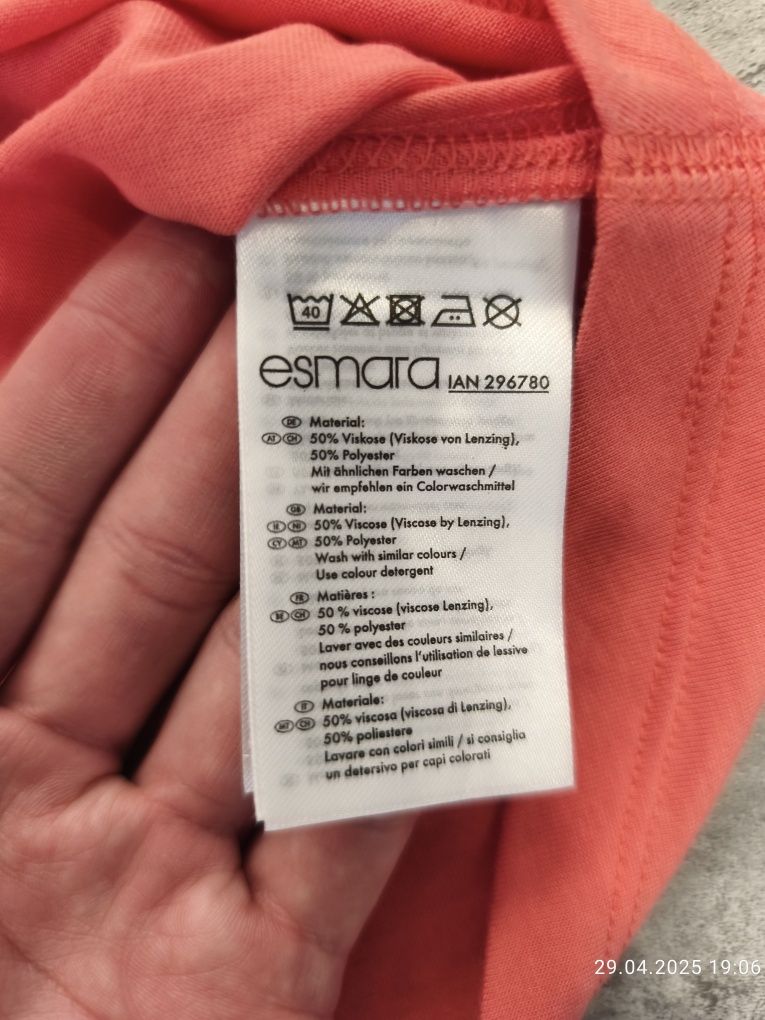 40
esmara IAN 296780
DE Material:
AT CH 50% Viskose (Viskose von Lenzing),
50% Polyester
Mit ähnlichen Farben waschen /
wir empfehlen ein Colorwaschmittel
GB Material:
IE NI 50% Viscose (Viscose by Lenzing),
CY MT 50% Polyester
Wash with similar colours /
Use colour detergent
FR Matières :
BE CH 50 % viscose (viscose Lenzing),
50 % polyester
Laver avec des couleurs similaires /
nous conseillons l'utilisation de lessive
pour linge de couleur
IT Materiale:
MT CH 50% viscosa (viscosa di Lenzing),
50% poliestere
Lavare con colori simili / si consiglia
un detersivo per capi colorati
29.04.2025 19:06